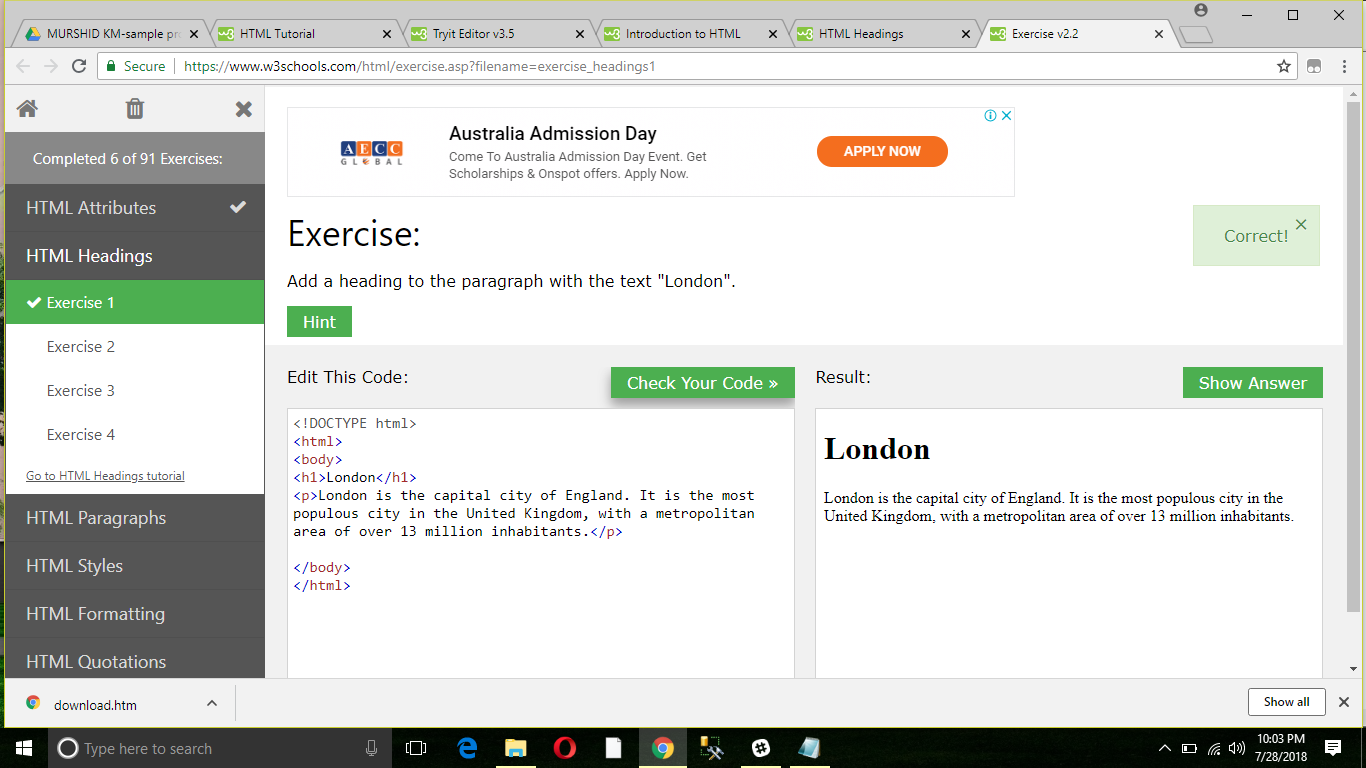 MURSHID KM-sample pr
HTML Tutorial
Tryit Editor v3.5
Introduction to HTML
HTML Headings
Exercise v2.2
Secure
https://www.w3schools.com/html/exercise.asp?filename=exercise_headings1
Completed 6 of 91 Exercises:
HTML Attributes
HTML Headings
Exercise 1
Exercise 2
Exercise 3
Exercise 4
Go to HTML Headings tutorial
HTML Paragraphs
HTML Styles
HTML Formatting
HTML Quotations
AECC
GLOBAL
Australia Admission Day
Come To Australia Admission Day Event. Get
Scholarships & Onspot offers. Apply Now.
APPLY NOW
Exercise:
Correct!
Add a heading to the paragraph with the text "London".
Hint
Edit This Code:
Check Your Code »
<!DOCTYPE html>
<html>
<body>
<h1>London</h1>
<p>London is the capital city of England. It is the most
populous city in the United Kingdom, with a metropolitan
area of over 13 million inhabitants.</p>
</body>
</html>
Result:
Show Answer
London
London is the capital city of England. It is the most populous city in the
United Kingdom, with a metropolitan area of over 13 million inhabitants.
download.htm
Show all
Type here to search
10:03 PM
7/28/2018